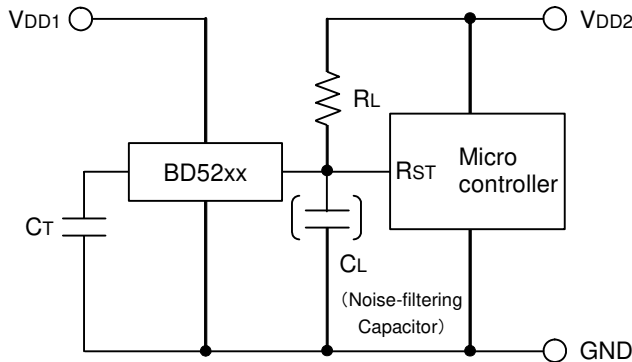 VDD1
VDD2
RL
BD52xx
RST
Micro
controller
CT
CL
(Noise-filtering
Capacitor)
GND